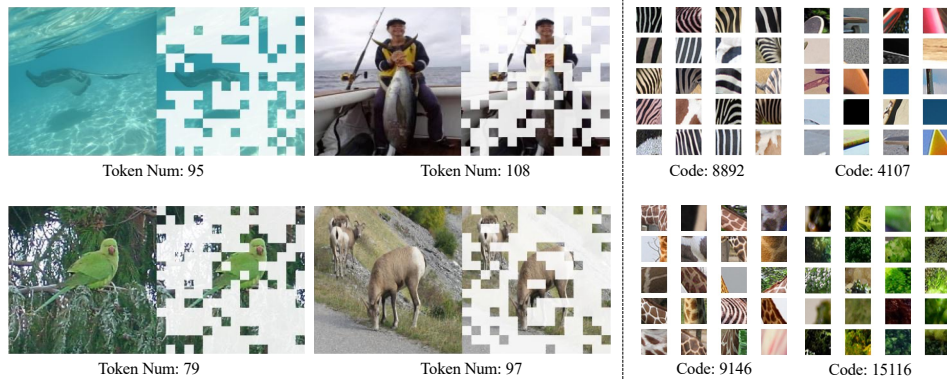 Token Num: 95
Token Num: 108
Code: 8892
Code: 4107
Token Num: 79
Token Num: 97
Code: 9146
Code: 15116